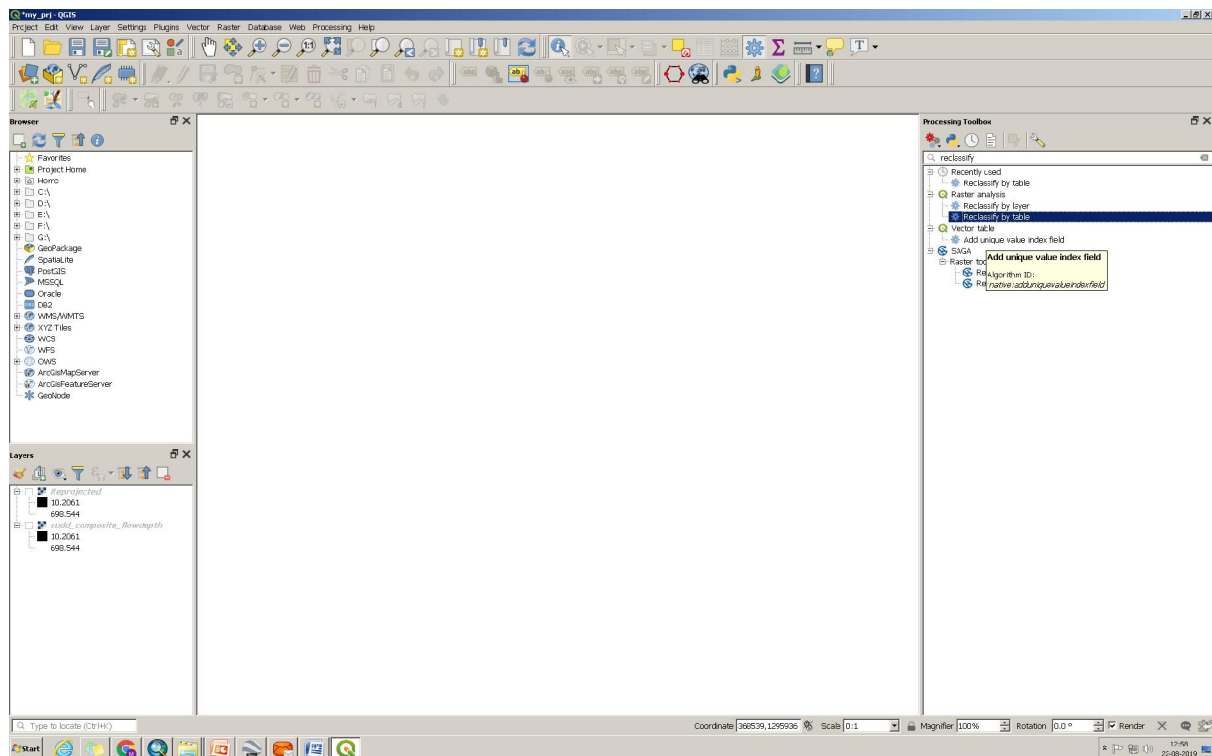 *my_prj - QGIS
Project Edit View Layer Settings Plugins Vector Raster Database Web Processing Help
Browser
Favorites
Project Home
Home
C:\
D:\
E:\
F:\
G:\
GeoPackage
SpatiaLite
PostGIS
MSSQL
Oracle
DB2
WMS/WMTS
XYZ Tiles
WCS
WFS
OWS
ArcGisMapServer
ArcGisFeatureServer
GeoNode
Layers
Reprojected
10.2061
698.544
cudd_composite_flowdepth
10.2061
698.544
Processing Toolbox
reclassify
Recently used
Reclassify by table
Raster analysis
Reclassify by layer
Reclassify by table
Vector table
Add unique value index field
SAGA
Raster too
Re
Re
Add unique value index field
Algorithm ID:
native:adduniquevalueindexfield
Type to locate (Ctrl+K)
Coordinate 368539,1295936 Scale 0:1 Magnifier 100% Rotation 0.0 ° Render
Start
12:58
22-08-2019